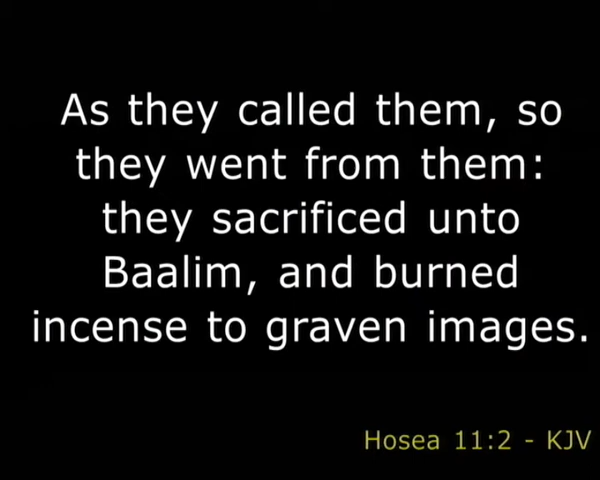 As they called them, so
they went from them:
they sacrificed unto
Baalim, and burned
incense to graven images.
Hosea 11:2 - KJV